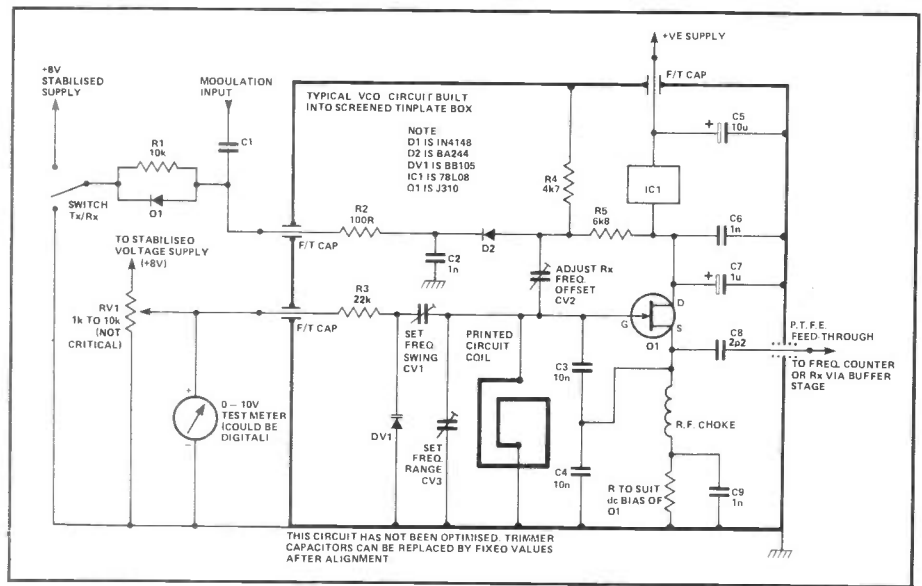 +VE SUPPLY
+8V
STABILISED
SUPPLY
MODULATION
INPUT
F/T CAP
TYPICAL VCO CIRCUIT BUILT
INTO SCREENED TINPLATE BOX
NOTE
D1 IS IN4148
D2 IS BA244
DV1 IS BB105
IC1 IS 78L08
Q1 IS J310
C5
10u
+
R1
10k
C1
R4
4k7
IC1
SWITCH
Tx/Rx
D1
R2
100R
R5
6k8
C6
1n
F/T CAP
D2
C2
1n
C7
1u
+
TO STABILISED
VOLTAGE SUPPLY
(+8V)
ADJUST Rx
FREQ.
OFFSET
CV2
R3
22k
RV1
1k TO 10k
(NOT
CRITICAL)
F/T CAP
SET
FREQ.
SWING
CV1
PRINTED
CIRCUIT
COIL
G
D
S
Q1
C8
2p2
P.T.F.E.
FEED-THROUGH
TO FREQ. COUNTER
OR Rx VIA BUFFER
STAGE
C3
10n
+
0 – 10V
TEST METER
(COULD BE
DIGITAL)
–
DV1
SET
FREQ.
RANGE
CV3
R.F. CHOKE
C4
10n
R TO SUIT
dc BIAS OF
Q1
C9
1n
THIS CIRCUIT HAS NOT BEEN OPTIMISED. TRIMMER
CAPACITORS CAN BE REPLACED BY FIXED VALUES
AFTER ALIGNMENT